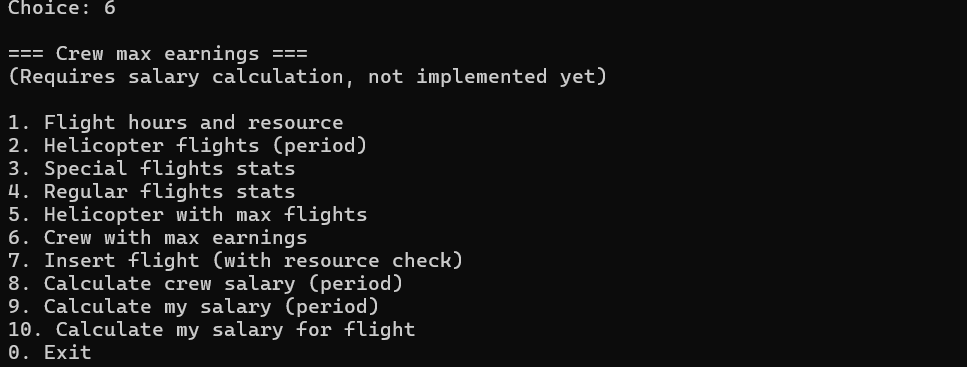 Choice: 6
=== Crew max earnings ===
(Requires salary calculation, not implemented yet)
1. Flight hours and resource
2. Helicopter flights (period)
3. Special flights stats
4. Regular flights stats
5. Helicopter with max flights
6. Crew with max earnings
7. Insert flight (with resource check)
8. Calculate crew salary (period)
9. Calculate my salary (period)
10. Calculate my salary for flight
0. Exit